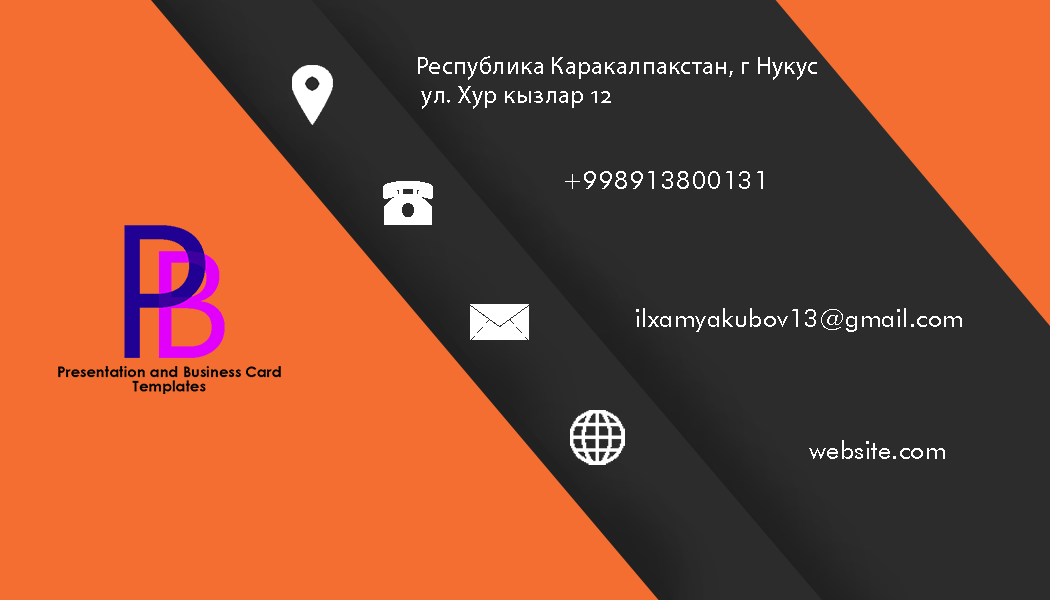 Республика Каракалпакстан, г Нукус
ул. Хур кызлар 12
+998913800131
PB
Presentation and Business Card
Templates
ilxamyakubov13@gmail.com
website.com